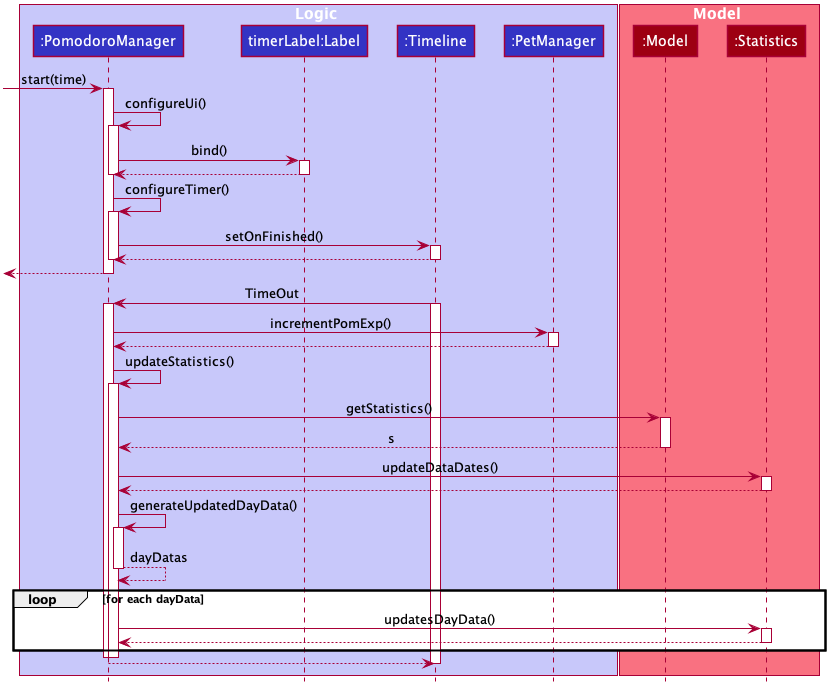 Logic
Model
:PomodoroManager
timerLabel:Label
:Timeline
:PetManager
:Model
:Statistics
start(time)
configureUi()
bind()
configureTimer()
setOnFinished()
TimeOut
incrementPomExp()
updateStatistics()
getStatistics()
s
updateDataDates()
generateUpdatedDayData()
dayDatas
loop
[for each dayData]
updatesDayData()